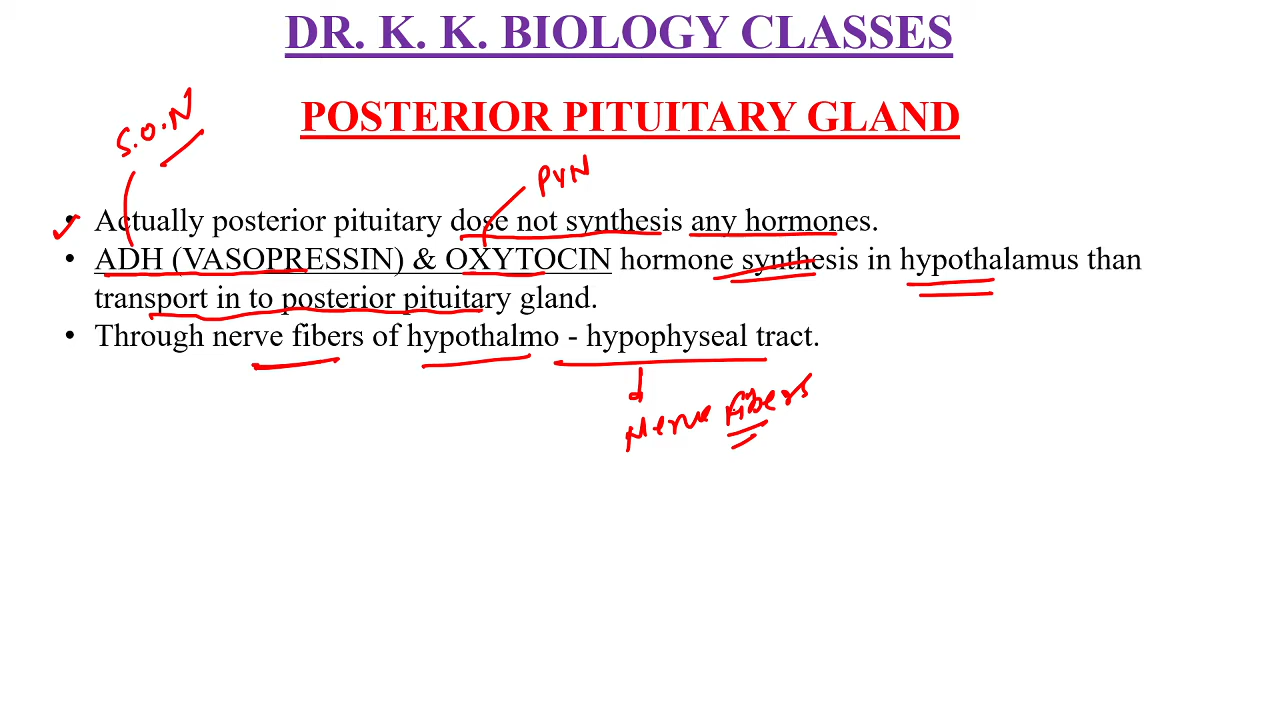 DR. K. K. BIOLOGY CLASSES
POSTERIOR PITUITARY GLAND
S.O.N
PVN
• Actually posterior pituitary dose not synthesis any hormones.
• ADH (VASOPRESSIN) & OXYTOCIN hormone synthesis in hypothalamus than
transport in to posterior pituitary gland.
• Through nerve fibers of hypothalmo - hypophyseal tract.
Nerve Fibers